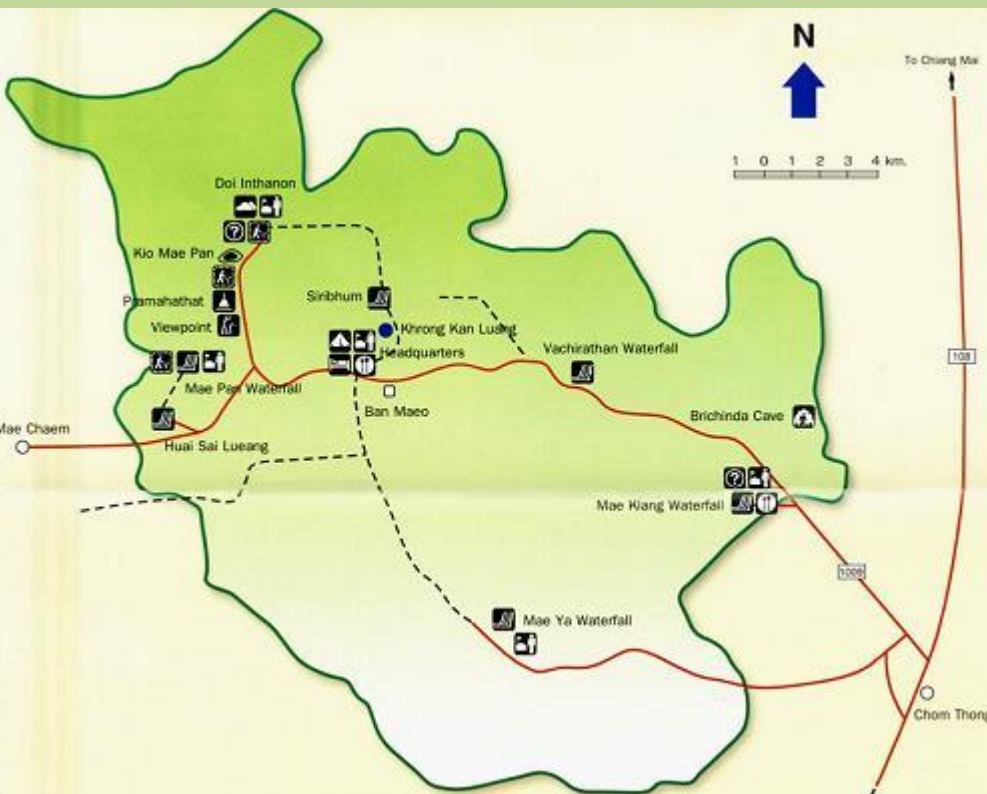 N
To Chiang Mai
1 0 1 2 3 4 km.
Doi Inthanon
?
Kio Mae Pan
Pramahathat
Siribhum
Viewpoint
Khrong Kan Luang
Headquarters
Vachirathan Waterfall
108
Mae Pan Waterfall
Ban Maeo
Brichinda Cave
Mae Chaem
Huai Sai Lueang
?
Mae Klang Waterfall
1009
Mae Ya Waterfall
Chom Thong